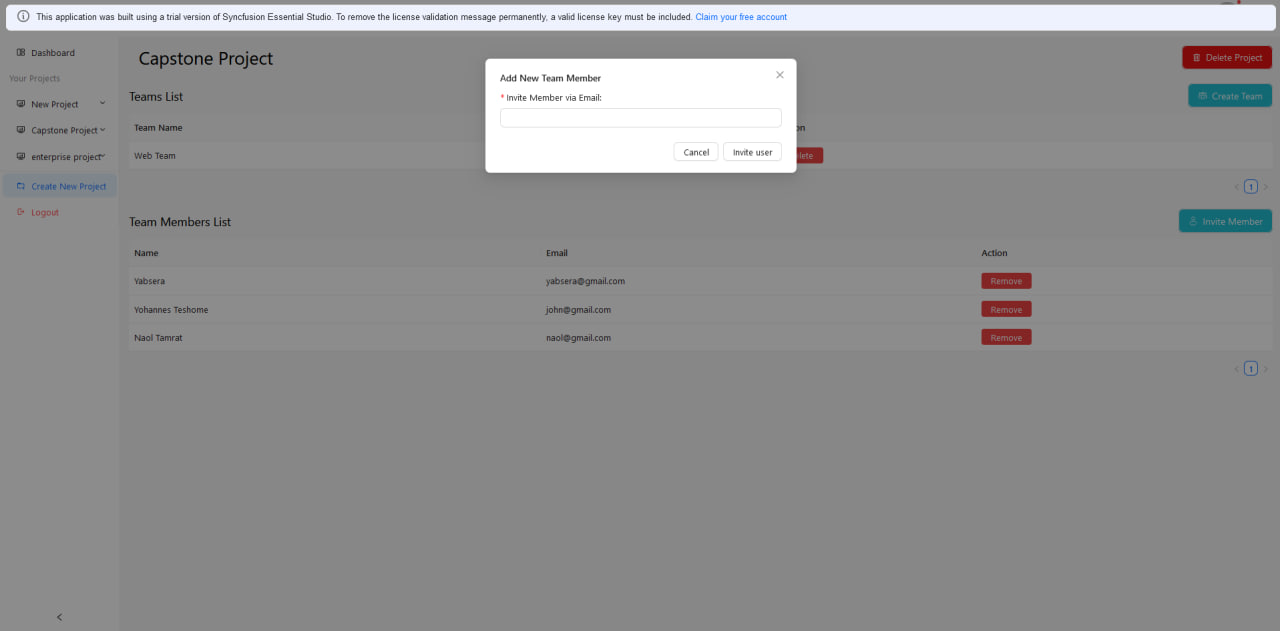 This application was built using a trial version of Syncfusion Essential Studio. To remove the license validation message permanently, a valid license key must be included. Claim your free account
Dashboard
Your Projects
New Project
Capstone Project
enterprise project
Create New Project
Logout
Capstone Project
Delete Project
Teams List
Create Team
Team Name
on
Web Team
lete
1
Add New Team Member
* Invite Member via Email:
Cancel
Invite user
Team Members List
Invite Member
Name Email Action
Yabsera yabsera@gmail.com Remove
Yohannes Teshome john@gmail.com Remove
Naol Tamrat naol@gmail.com Remove
1